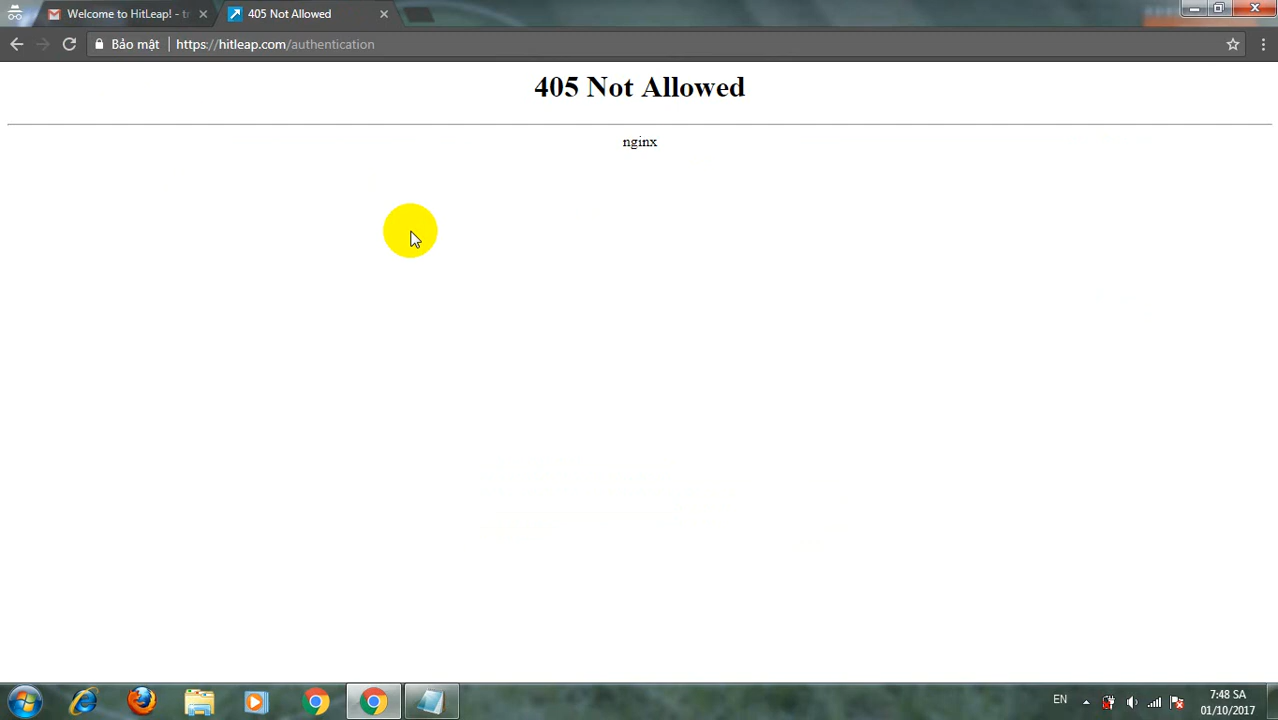 Welcome to HitLeap! - tr
405 Not Allowed
Bảo mật
https://hitleap.com/authentication
405 Not Allowed
nginx
EN
7:48 SA
01/10/2017